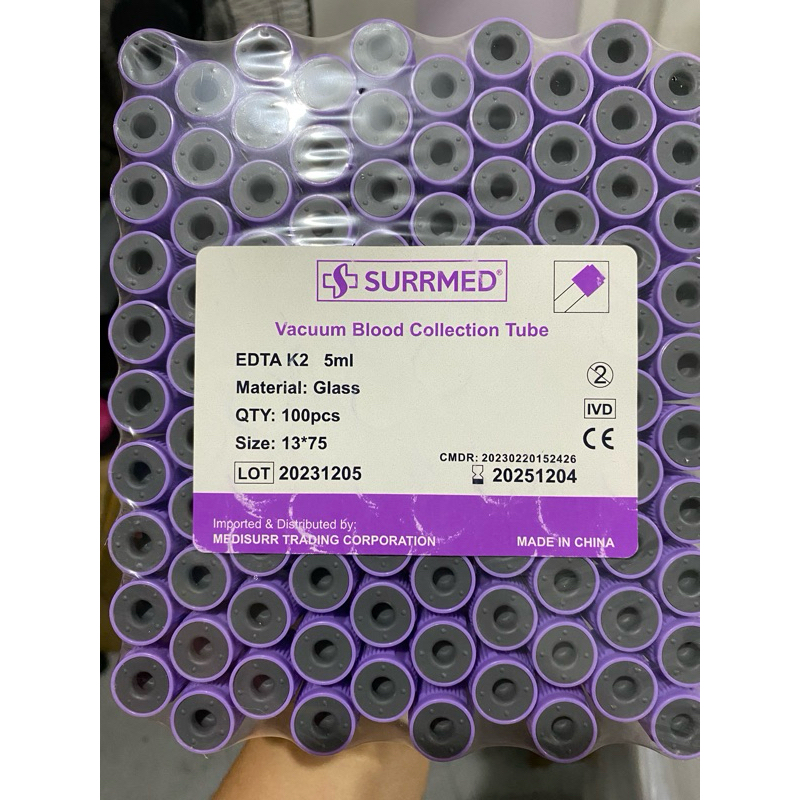 SURRMED®
Vacuum Blood Collection Tube
EDTA K2 5ml
Material: Glass
QTY: 100pcs
Size: 13*75
LOT 20231205
2
IVD
CE
CMDR: 20230220152426
20251204
Imported & Distributed by:
MEDISURR TRADING CORPORATION
MADE IN CHINA